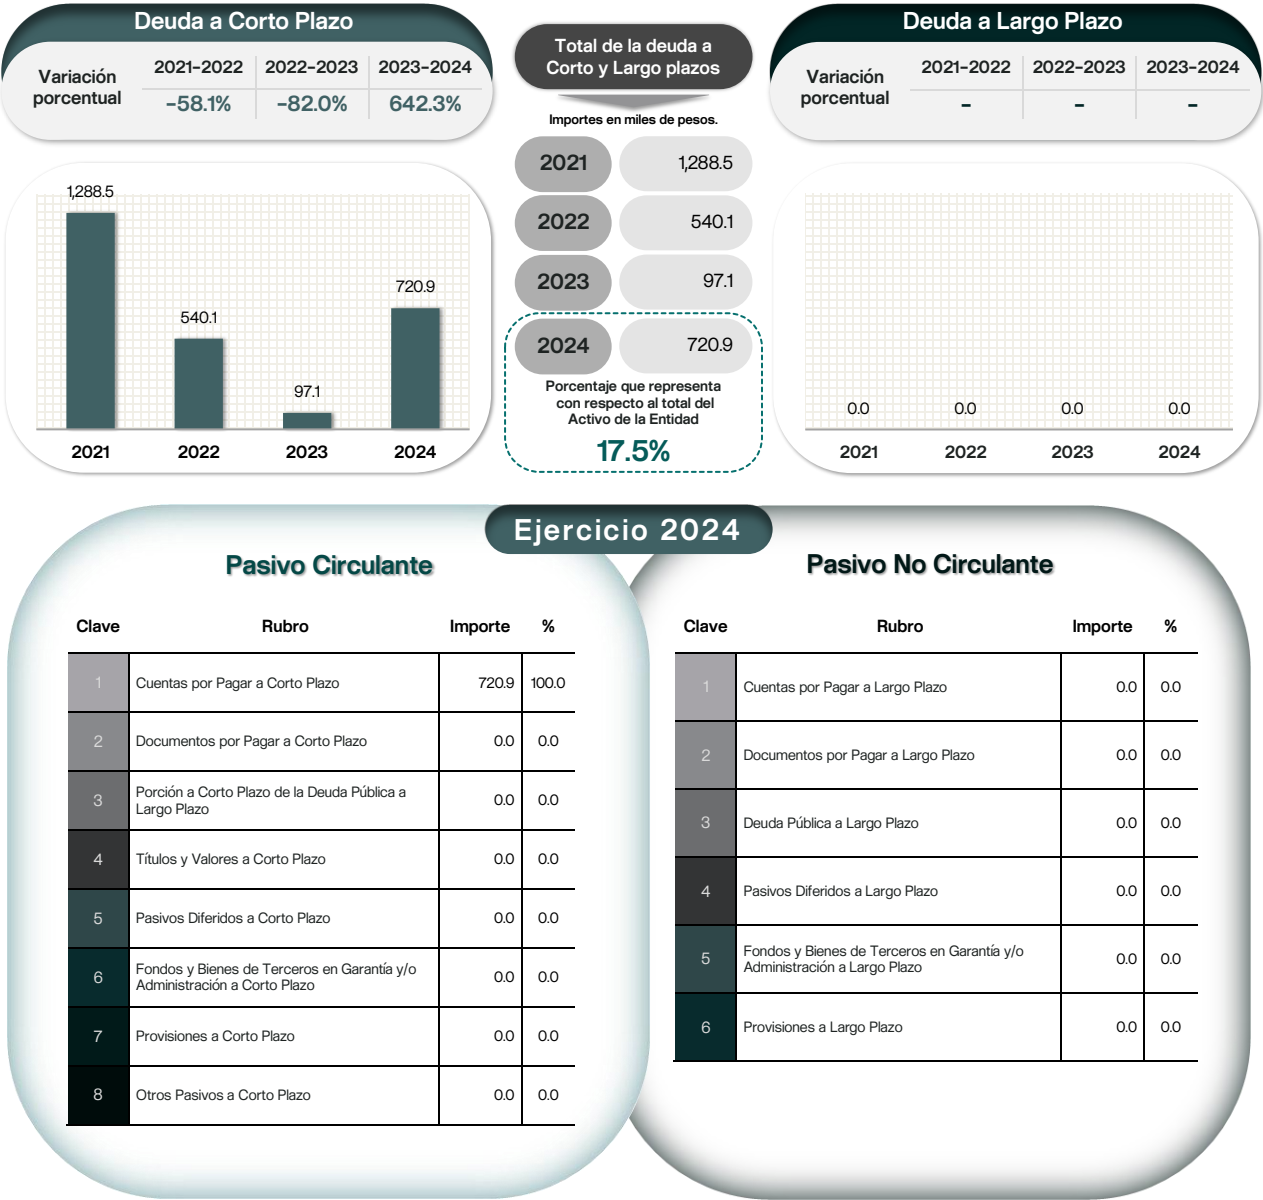 Deuda a Corto Plazo
Variación porcentual
2021-2022 2022-2023 2023-2024
-58.1% -82.0% 642.3%
1,288.5
540.1
97.1
720.9
2021 2022 2023 2024
Total de la deuda a
Corto y Largo plazos
Importes en miles de pesos.
2021 1,288.5
2022 540.1
2023 97.1
2024 720.9
Porcentaje que representa
con respecto al total del
Activo de la Entidad
17.5%
Deuda a Largo Plazo
Variación porcentual
2021-2022 2022-2023 2023-2024
- - -
0.0 0.0 0.0 0.0
2021 2022 2023 2024
Ejercicio 2024
Pasivo Circulante
Clave Rubro Importe %
1 Cuentas por Pagar a Corto Plazo 720.9 100.0
2 Documentos por Pagar a Corto Plazo 0.0 0.0
3 Porción a Corto Plazo de la Deuda Pública a
Largo Plazo 0.0 0.0
4 Títulos y Valores a Corto Plazo 0.0 0.0
5 Pasivos Diferidos a Corto Plazo 0.0 0.0
6 Fondos y Bienes de Terceros en Garantía y/o
Administración a Corto Plazo 0.0 0.0
7 Provisiones a Corto Plazo 0.0 0.0
8 Otros Pasivos a Corto Plazo 0.0 0.0
Pasivo No Circulante
Clave Rubro Importe %
1 Cuentas por Pagar a Largo Plazo 0.0 0.0
2 Documentos por Pagar a Largo Plazo 0.0 0.0
3 Deuda Pública a Largo Plazo 0.0 0.0
4 Pasivos Diferidos a Largo Plazo 0.0 0.0
5 Fondos y Bienes de Terceros en Garantía y/o
Administración a Largo Plazo 0.0 0.0
6 Provisiones a Largo Plazo 0.0 0.0